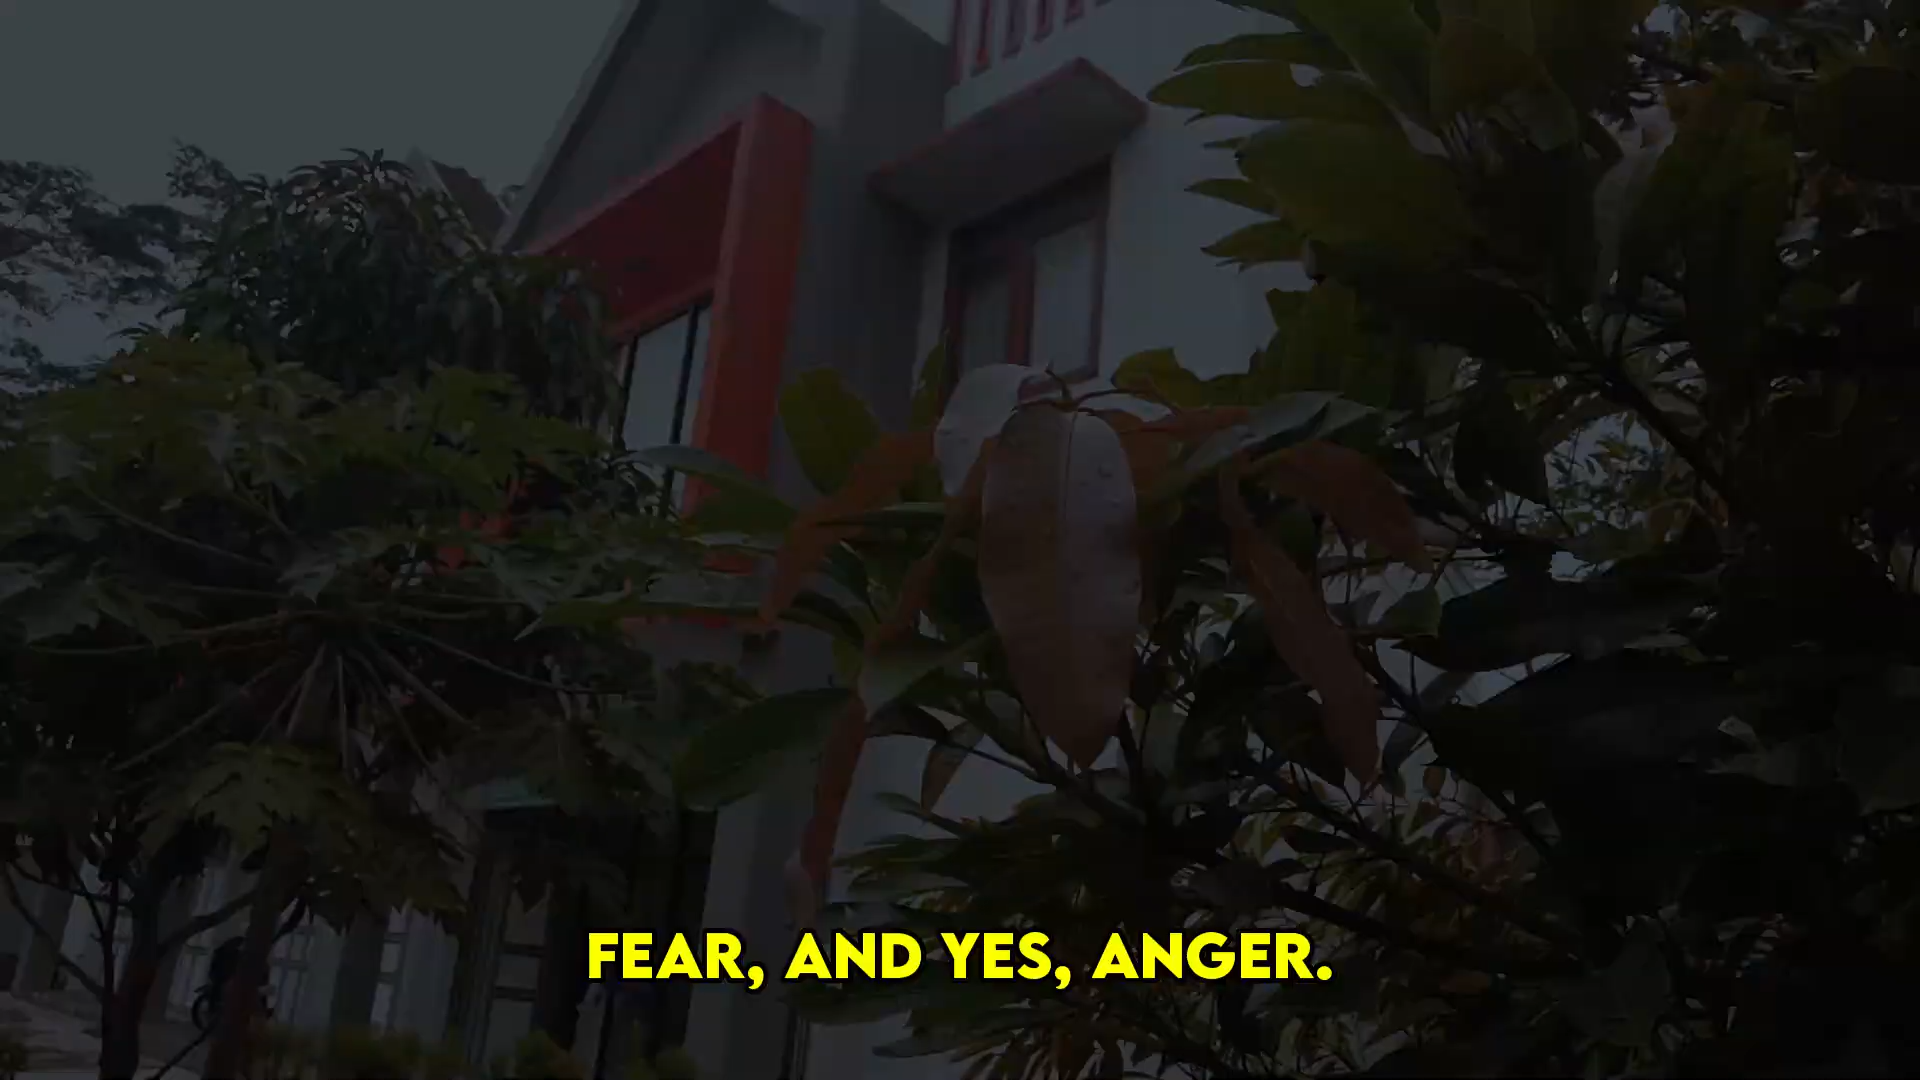 FEAR, AND YES, ANGER.